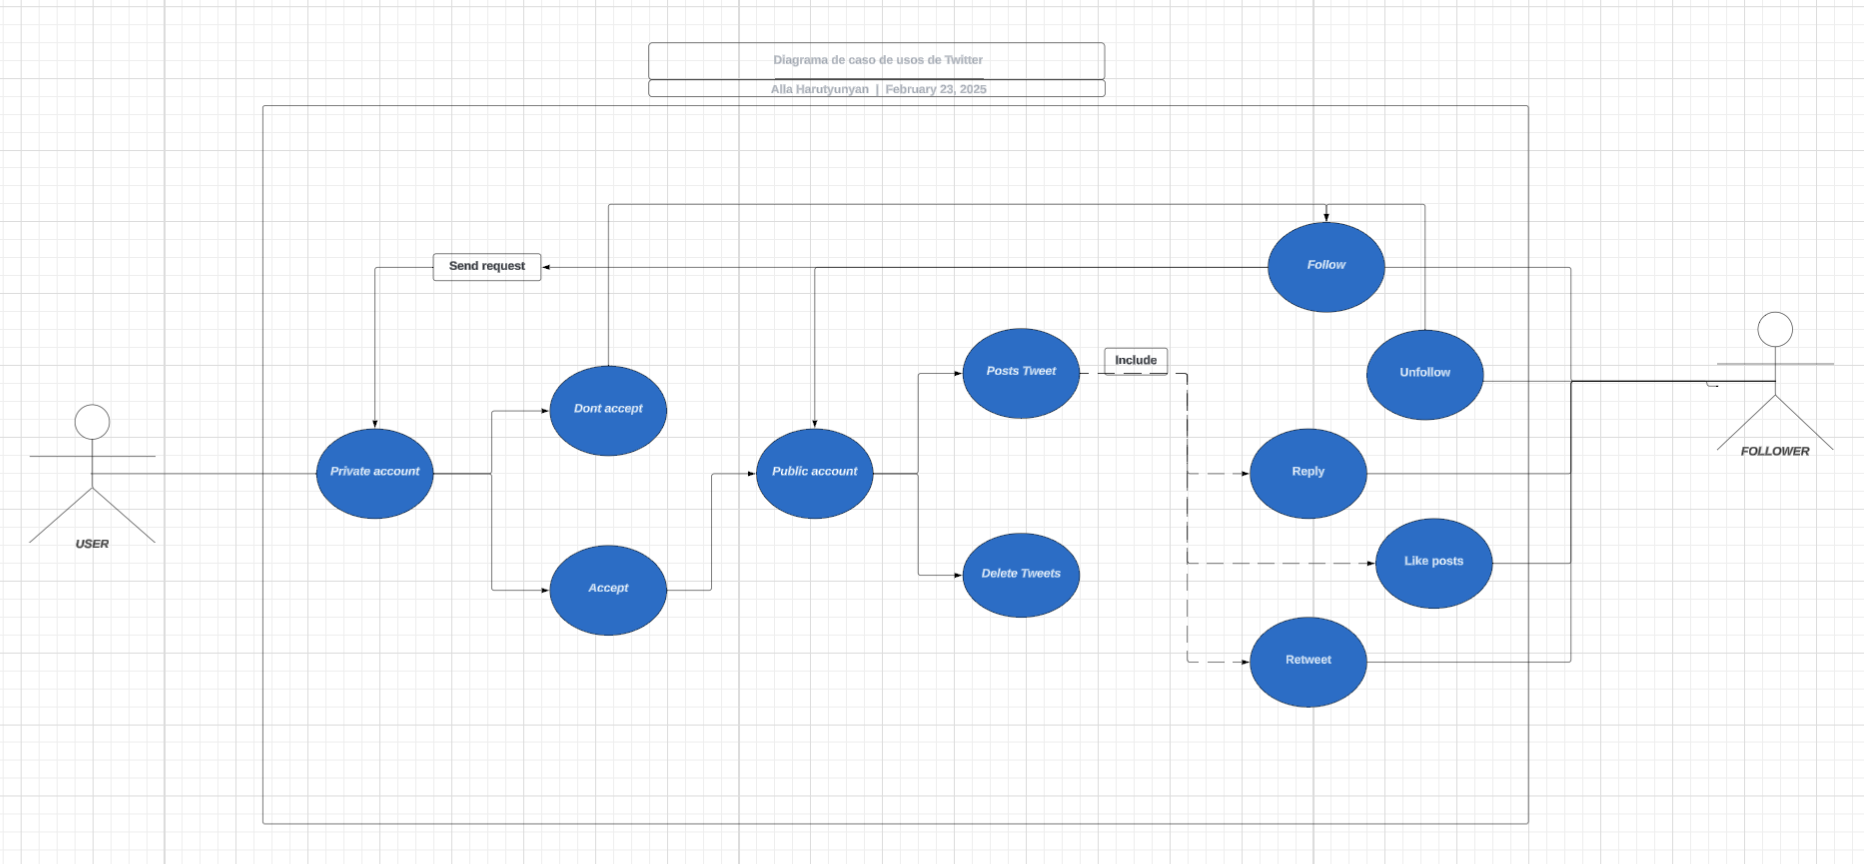 Diagrama de caso de usos de Twitter
Alla Harutyunyan | February 23, 2025
Send request
Follow
Include
Posts Tweet
Unfollow
Dont accept
Private account
Public account
Reply
FOLLOWER
USER
Accept
Delete Tweets
Like posts
Retweet